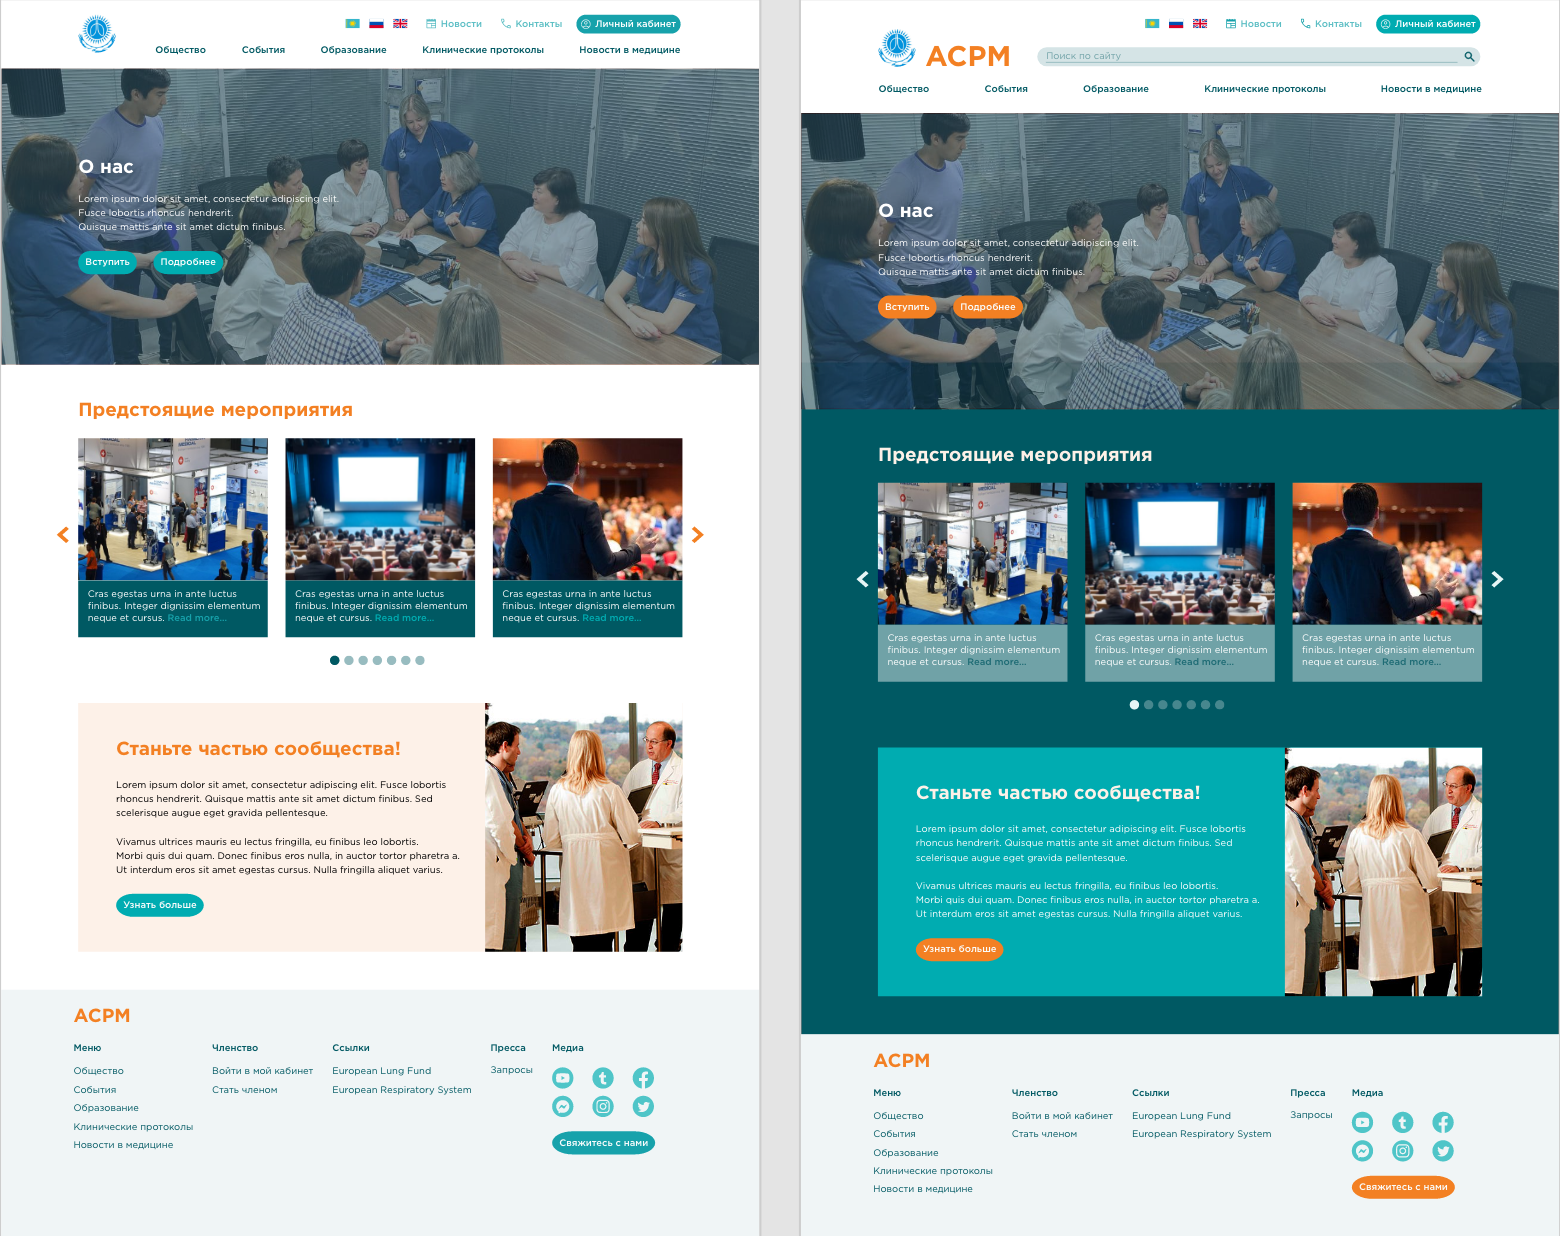 Новости
Контакты
Личный кабинет
Общество
События
Образование
Клинические протоколы
Новости в медицине
О нас
Lorem ipsum dolor sit amet, consectetur adipiscing elit.
Fusce lobortis rhoncus hendrerit.
Quisque mattis ante sit amet dictum finibus.
Вступить
Подробнее
Предстоящие мероприятия
Cras egestas urna in ante luctus
finibus. Integer dignissim elementum
neque et cursus. Read more...
Cras egestas urna in ante luctus
finibus. Integer dignissim elementum
neque et cursus. Read more...
Cras egestas urna in ante luctus
finibus. Integer dignissim elementum
neque et cursus. Read more...
Станьте частью сообщества!
Lorem ipsum dolor sit amet, consectetur adipiscing elit. Fusce lobortis
rhoncus hendrerit. Quisque mattis ante sit amet dictum finibus. Sed
scelerisque augue eget gravida pellentesque.
Vivamus ultrices mauris eu lectus fringilla, eu finibus leo lobortis.
Morbi quis dui quam. Donec finibus eros nulla, in auctor tortor pharetra a.
Ut interdum eros sit amet egestas cursus. Nulla fringilla aliquet varius.
Узнать больше
АСРМ
Меню
Общество
События
Образование
Клинические протоколы
Новости в медицине
Членство
Войти в мой кабинет
Стать членом
Ссылки
European Lung Fund
European Respiratory System
Пресса
Запросы
Медиа
Свяжитесь с нами
Новости
Контакты
Личный кабинет
АСРМ
Поиск по сайту
Общество
События
Образование
Клинические протоколы
Новости в медицине
О нас
Lorem ipsum dolor sit amet, consectetur adipiscing elit.
Fusce lobortis rhoncus hendrerit.
Quisque mattis ante sit amet dictum finibus.
Вступить
Подробнее
Предстоящие мероприятия
Cras egestas urna in ante luctus
finibus. Integer dignissim elementum
neque et cursus. Read more...
Cras egestas urna in ante luctus
finibus. Integer dignissim elementum
neque et cursus. Read more...
Cras egestas urna in ante luctus
finibus. Integer dignissim elementum
neque et cursus. Read more...
Станьте частью сообщества!
Lorem ipsum dolor sit amet, consectetur adipiscing elit. Fusce lobortis
rhoncus hendrerit. Quisque mattis ante sit amet dictum finibus. Sed
scelerisque augue eget gravida pellentesque.
Vivamus ultrices mauris eu lectus fringilla, eu finibus leo lobortis.
Morbi quis dui quam. Donec finibus eros nulla, in auctor tortor pharetra a.
Ut interdum eros sit amet egestas cursus. Nulla fringilla aliquet varius.
Узнать больше
АСРМ
Меню
Общество
События
Образование
Клинические протоколы
Новости в медицине
Членство
Войти в мой кабинет
Стать членом
Ссылки
European Lung Fund
European Respiratory System
Пресса
Запросы
Медиа
Свяжитесь с нами